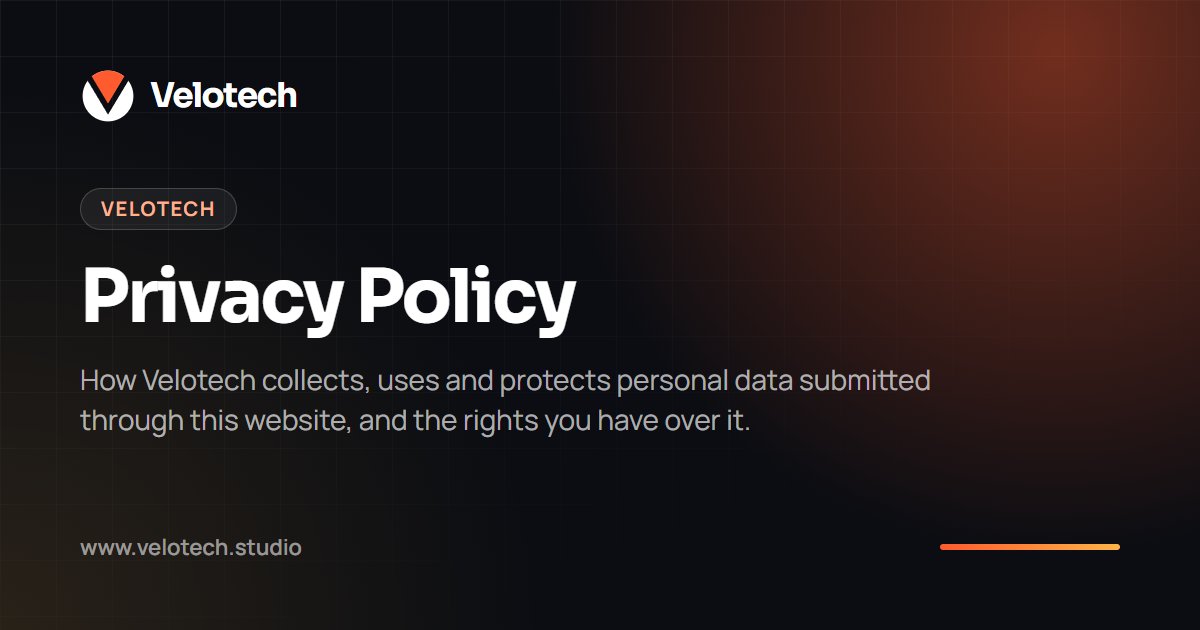 Velotech
VELOTECH
Privacy Policy
How Velotech collects, uses and protects personal data submitted
through this website, and the rights you have over it.
www.velotech.studio